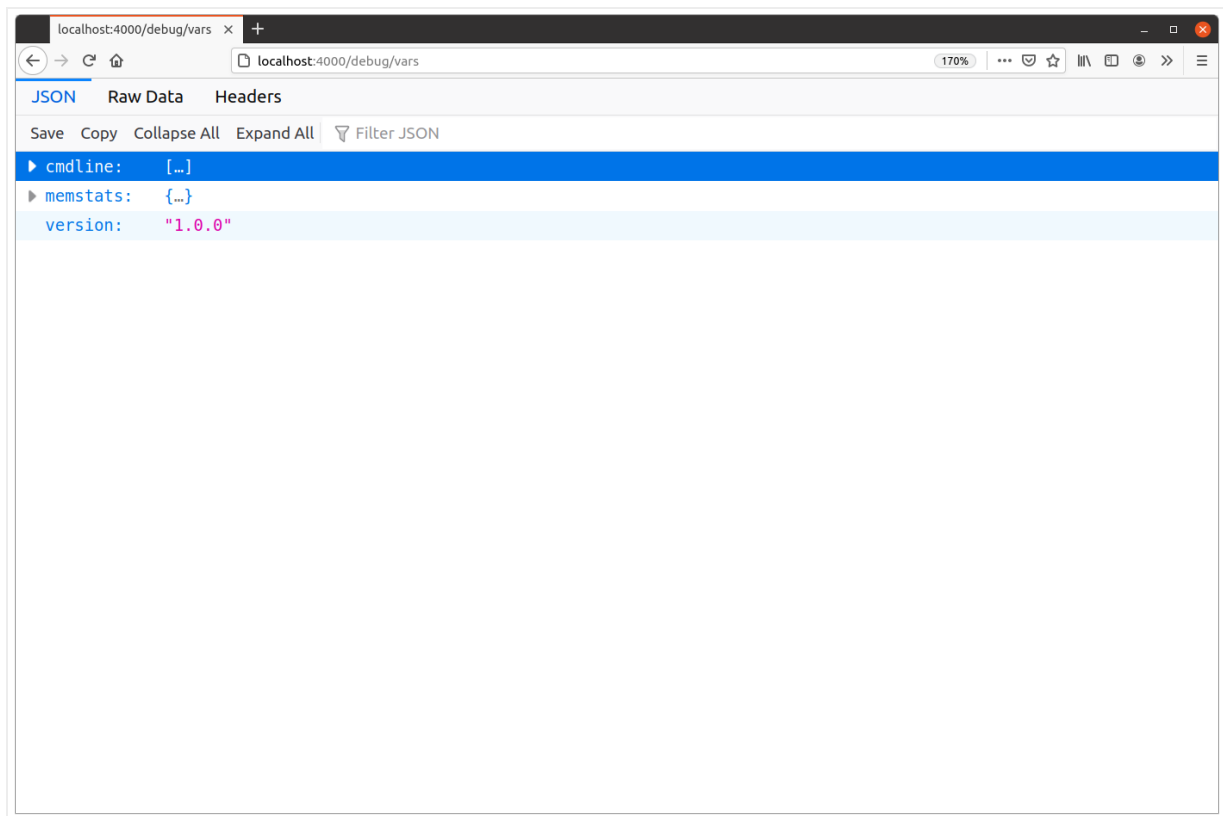 localhost:4000/debug/vars
localhost:4000/debug/vars 170%
JSON Raw Data Headers
Save Copy Collapse All Expand All Filter JSON
cmdline: […]
memstats: {…}
version: "1.0.0"